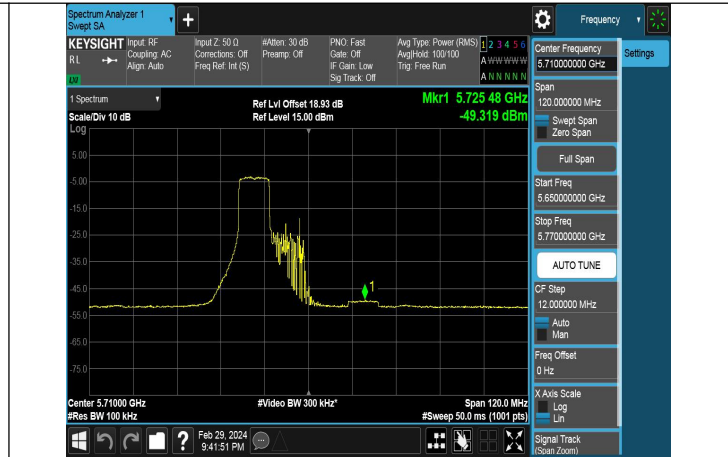 Spectrum Analyzer 1
Swept SA
Frequency
KEYSIGHT
R L
LXI
Input: RF
Coupling: AC
Align: Auto
Input Z: 50 Ω
Corrections: Off
Freq Ref: Int (S)
#Atten: 30 dB
Preamp: Off
PNO: Fast
Gate: Off
IF Gain: Low
Sig Track: Off
Avg Type: Power (RMS)
Avg|Hold: 100/100
Trig: Free Run
1 2 3 4 5 6
A W W W W W
A N N N N N
1 Spectrum
Scale/Div 10 dB
Log
Ref Lvl Offset 18.93 dB
Ref Level 15.00 dBm
Mkr1 5.725 48 GHz
-49.319 dBm
5.00
-5.00
-15.0
-25.0
-35.0
-45.0
-55.0
-65.0
-75.0
1
Center 5.71000 GHz
#Res BW 100 kHz
#Video BW 300 kHz*
Span 120.0 MHz
#Sweep 50.0 ms (1001 pts)
Feb 29, 2024
9:41:51 PM
?
Center Frequency
5.710000000 GHz
Settings
Span
120.000000 MHz
Swept Span
Zero Span
Full Span
Start Freq
5.650000000 GHz
Stop Freq
5.770000000 GHz
AUTO TUNE
CF Step
12.000000 MHz
Auto
Man
Freq Offset
0 Hz
X Axis Scale
Log
Lin
Signal Track
(Span Zoom)